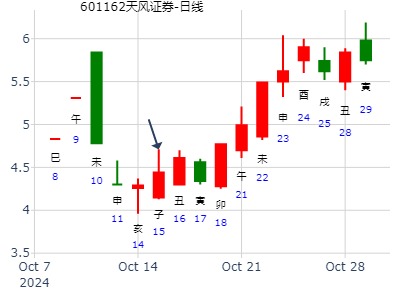 601162天风证券-日线
6
5.5
5
4.5
4
3.5
巳
8
午
9
未
10
申
11
亥
14
子
15
丑
16
寅
17
卯
18
午
21
未
22
申
23
酉
24
戌
25
丑
28
寅
29
Oct 7
2024
Oct 14
Oct 21
Oct 28